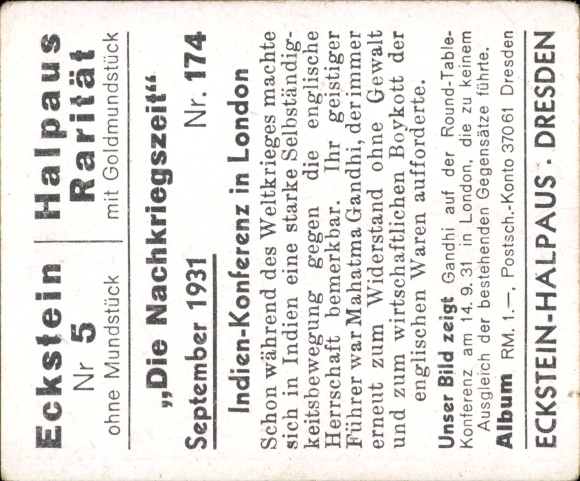 Eckstein Halpaus
Nr 5 Rarität
ohne Mundstück mit Goldmundstück
„Die Nachkriegszeit“
September 1931 Nr. 174
Indien-Konferenz in London
Schon während des Weltkrieges machte
sich in Indien eine starke Selbständig-
keitsbewegung gegen die englische
Herrschaft bemerkbar. Ihr geistiger
Führer war Mahatma Gandhi, der immer
erneut zum Widerstand ohne Gewalt
und zum wirtschaftlichen Boykott der
englischen Waren aufforderte.
Unser Bild zeigt Gandhi auf der Round-Table-
Konferenz am 14. 9. 31 in London, die zu keinem
Ausgleich der bestehenden Gegensätze führte.
Album RM. 1.—, Postsch.-Konto 37061 Dresden
ECKSTEIN-HALPAUS · DRESDEN